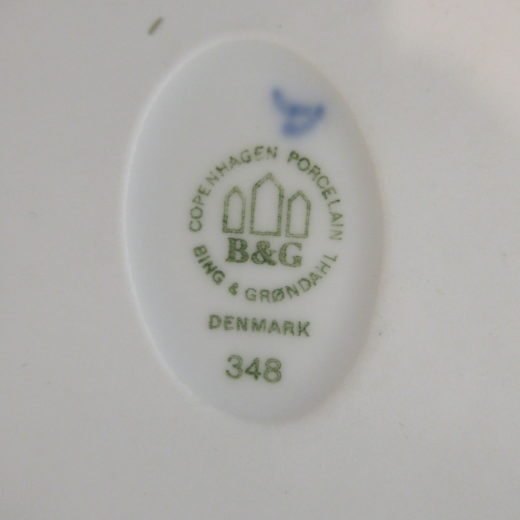 COPENHAGEN PORCELAIN
B&G
BING & GRØNDAHL
DENMARK
348